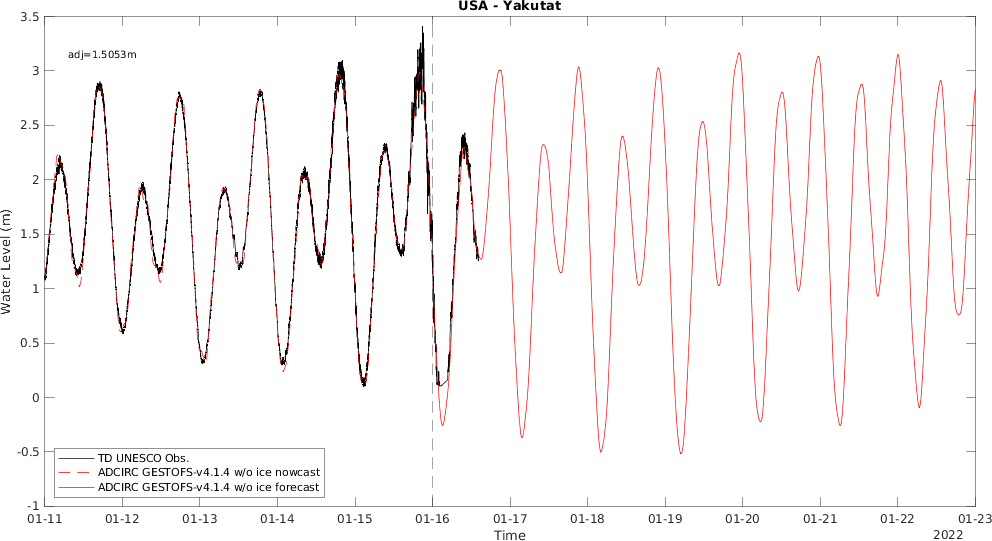 USA - Yakutat
adj=1.5053m
3.5
3
2.5
2
1.5
1
0.5
0
-0.5
-1
Water Level (m)
TD UNESCO Obs.
ADCIRC GESTOFS-v4.1.4 w/o ice nowcast
ADCIRC GESTOFS-v4.1.4 w/o ice forecast
01-11 01-12 01-13 01-14 01-15 01-16 01-17 01-18 01-19 01-20 01-21 01-22 01-23
Time
2022